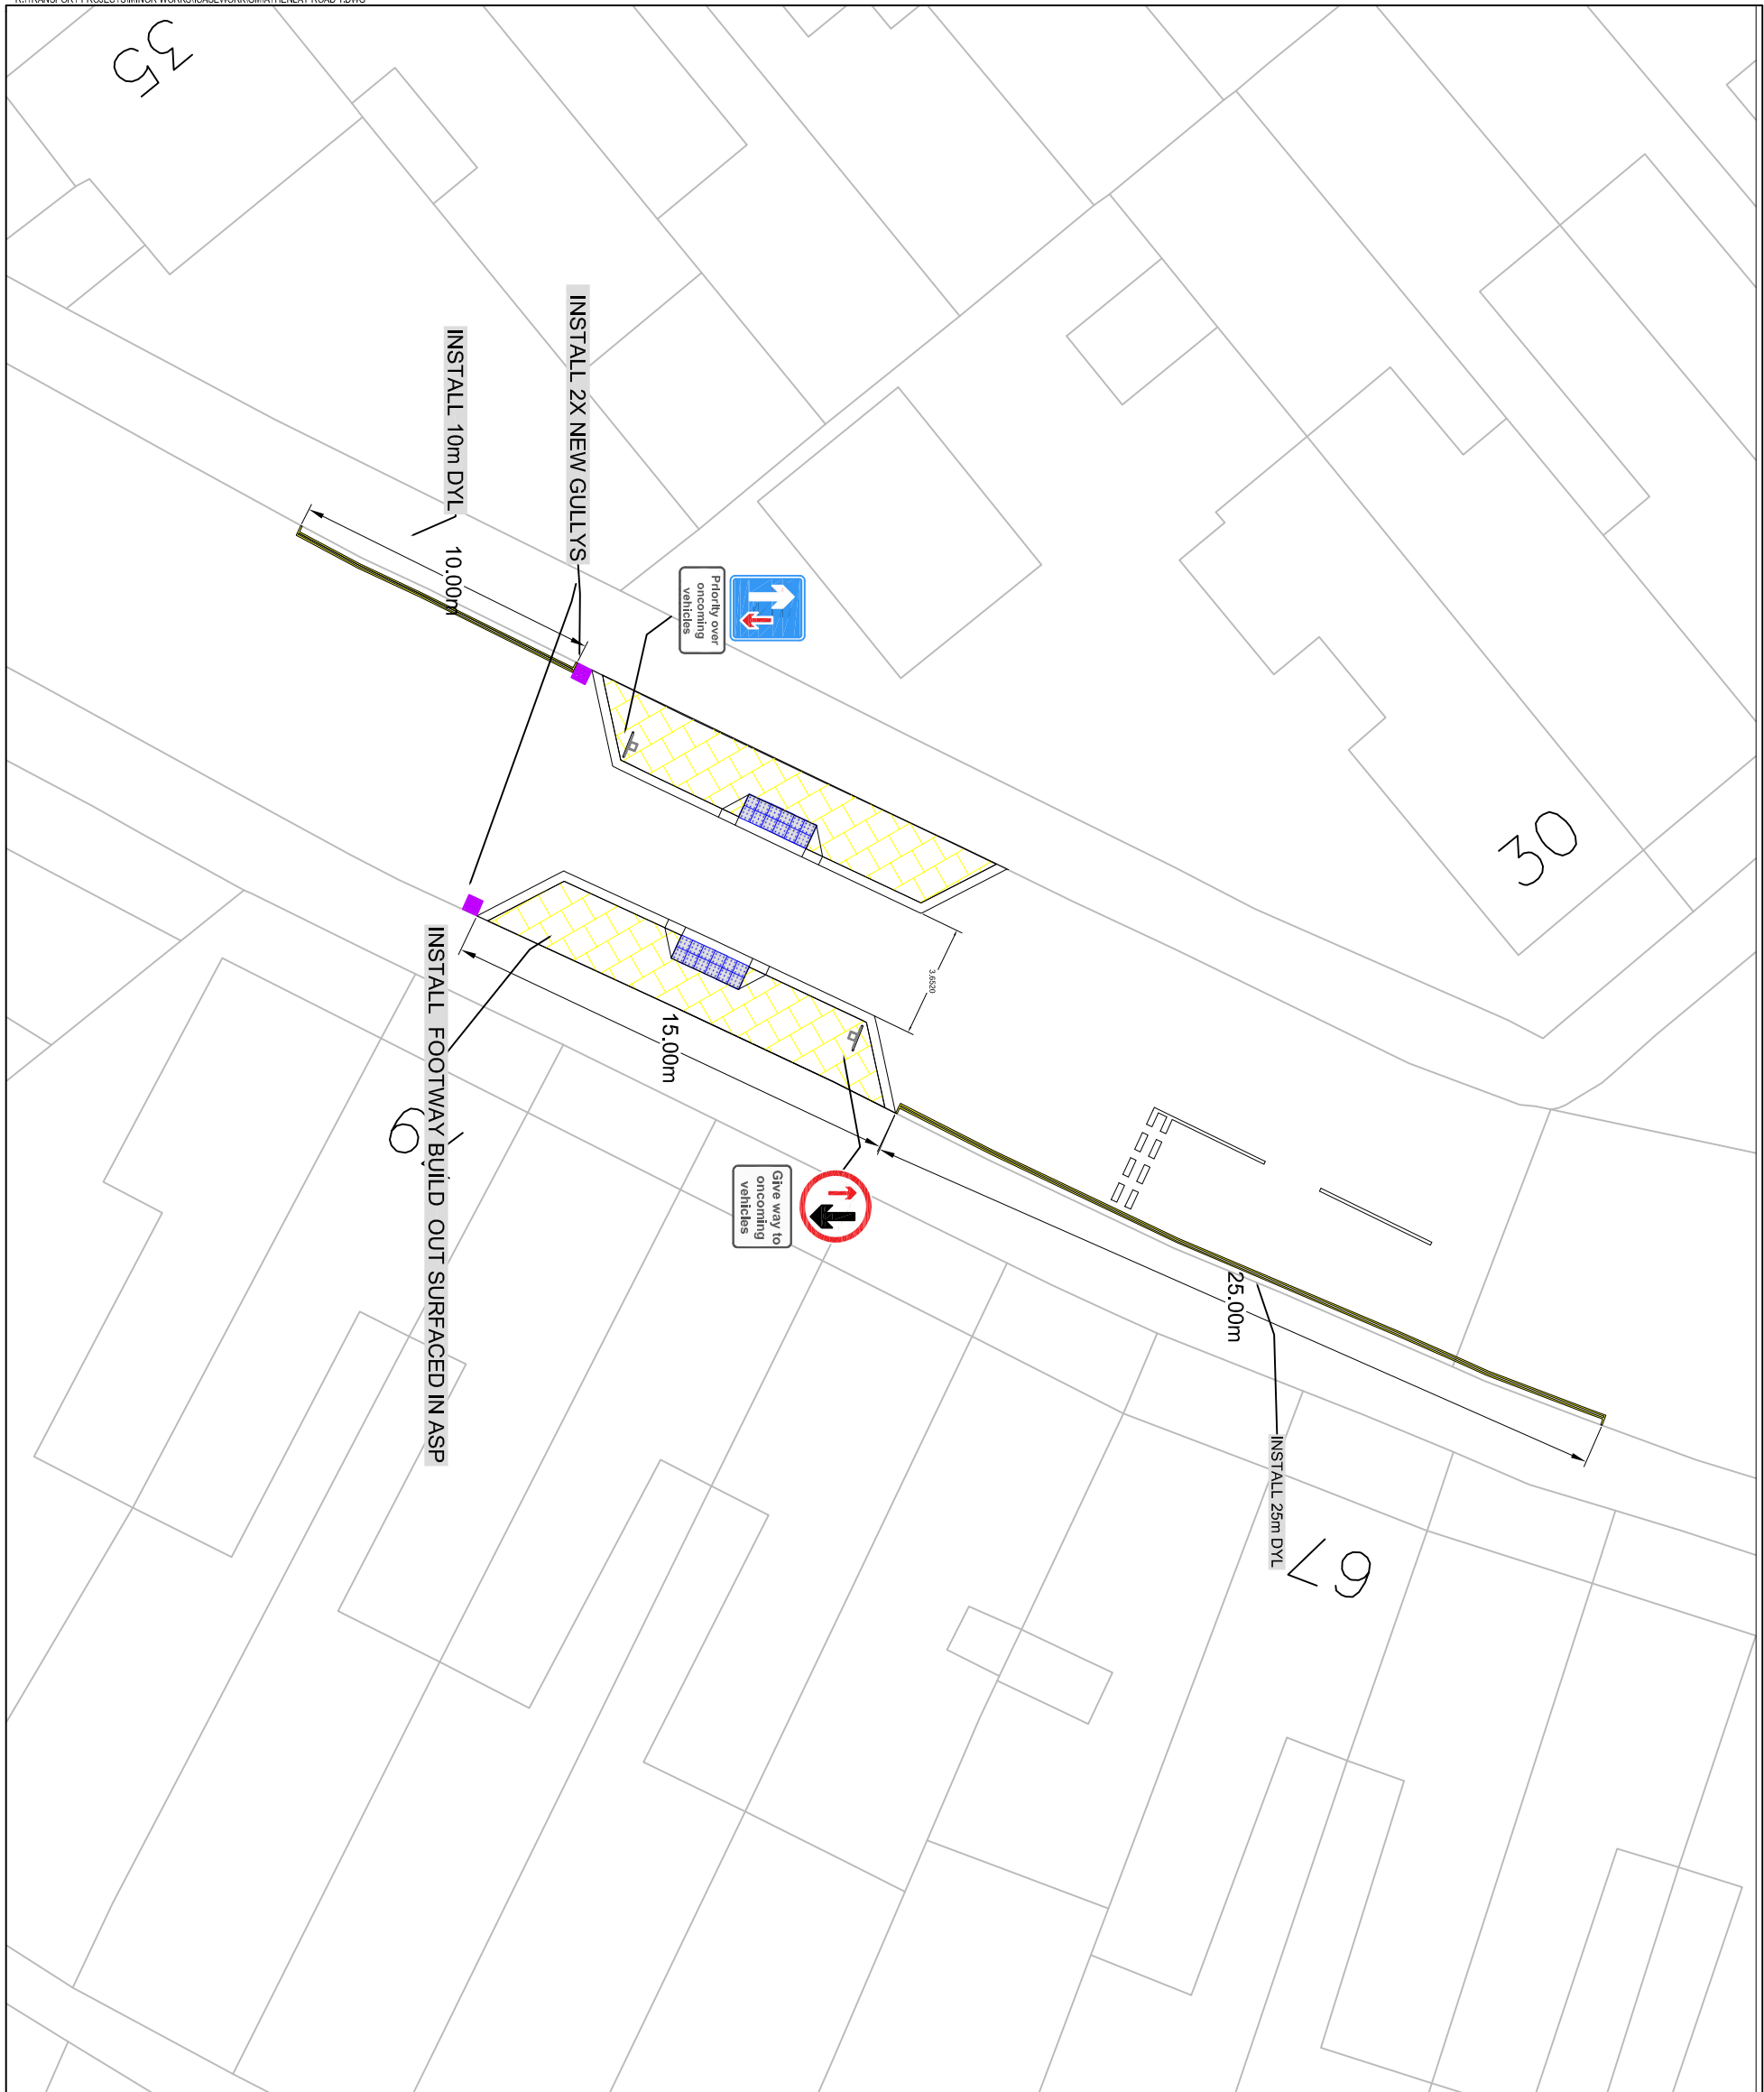 35
INSTALL 10m DYL
INSTALL 2X NEW GULLYS
10.00m
Priority over
oncoming
vehicles
30
3.6520
15.00m
INSTALL FOOTWAY BUILD OUT SURFACED IN ASP
Give way to
oncoming
vehicles
25.00m
INSTALL 25m DYL
67